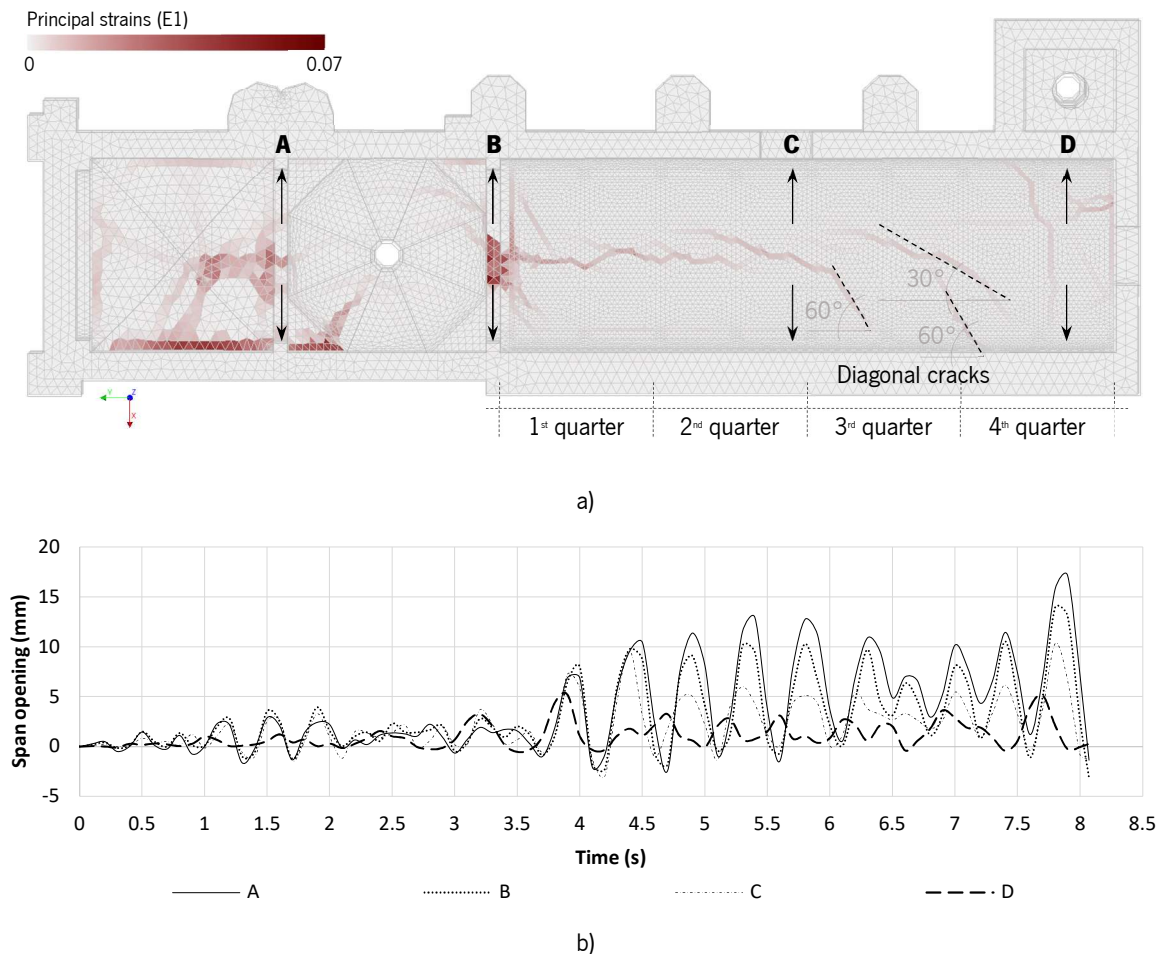 Principal strains (E1)
0 0.07
A B C D
30°
60°
60°
Diagonal cracks
Y Z
X
1st quarter 2nd quarter 3rd quarter 4th quarter
a)
20
15
10
5
0
-5
Span opening (mm)
0 0.5 1 1.5 2 2.5 3 3.5 4 4.5 5 5.5 6 6.5 7 7.5 8 8.5
Time (s)
A B C D
b)